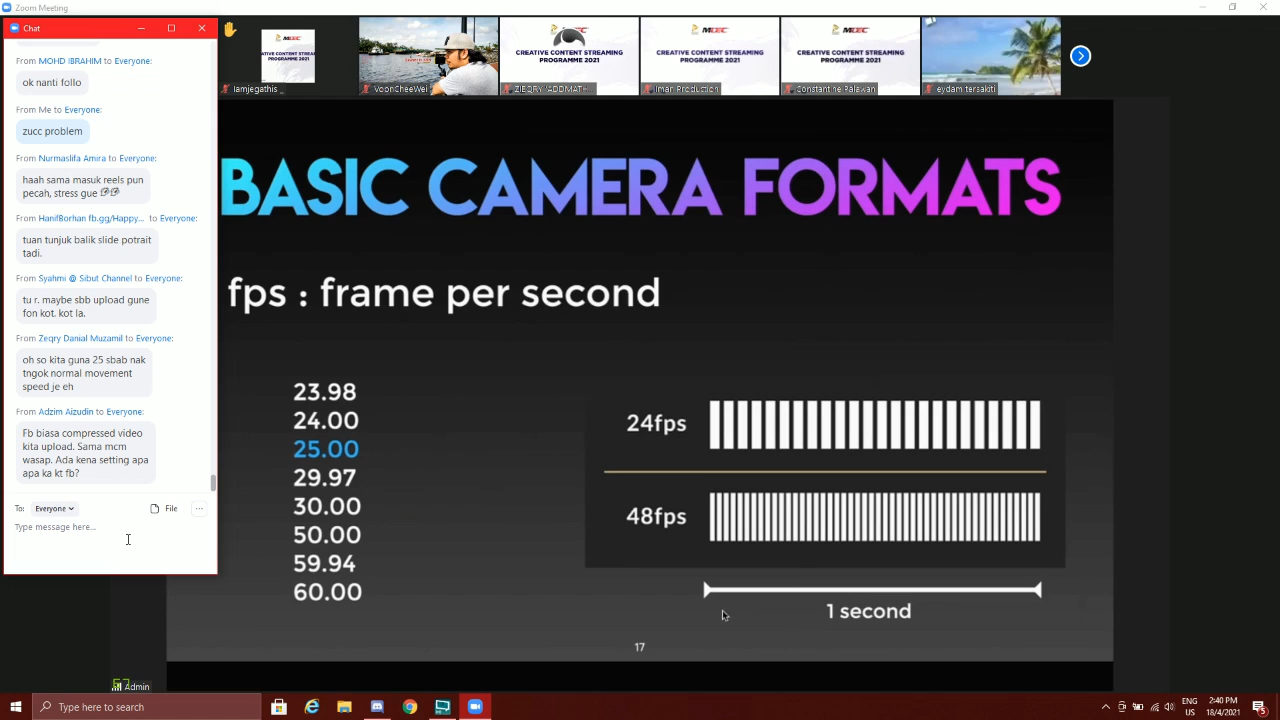 Zoom Meeting
Chat
MOHD IBRAHIM to Everyone:
ok nanti follo
From Me to Everyone:
zucc problem
From Nurmaslifa Amira to Everyone:
haah sama masuk reels pun
pecah, stress gue
From HanifBorhan fb.gg/Happy... to Everyone:
tuan tunjuk balik slide potrait
tadi.
From Syahmi @ Sibut Channel to Everyone:
tu r. maybe sbb upload gune
fon kot. kot la.
From Zeqry Danial Muzamil to Everyone:
oh so kita guna 25 sbab nak
tngok normal movement
speed je eh
From Adzim Aizudin to Everyone:
Fb biasa compressed video
kita upload. Sama mcm
wasap. Ada kena setting apa
apa ka kt fb?
To: Everyone File
Type message here...
Iamjegathis
VoonCheeWei
MDEC
CREATIVE CONTENT STREAMING
PROGRAMME 2021
MDEC
CREATIVE CONTENT STREAMING
PROGRAMME 2021
Iman Production
MDEC
CREATIVE CONTENT STREAMING
PROGRAMME 2021
Constantine Palawan
eydam tersakiti
BASIC CAMERA FORMATS
fps : frame per second
23.98
24.00
25.00
29.97
30.00
50.00
59.94
60.00
24fps
48fps
1 second
17
Admin
Type here to search
ENG
US
2:40 PM
18/4/2021
5